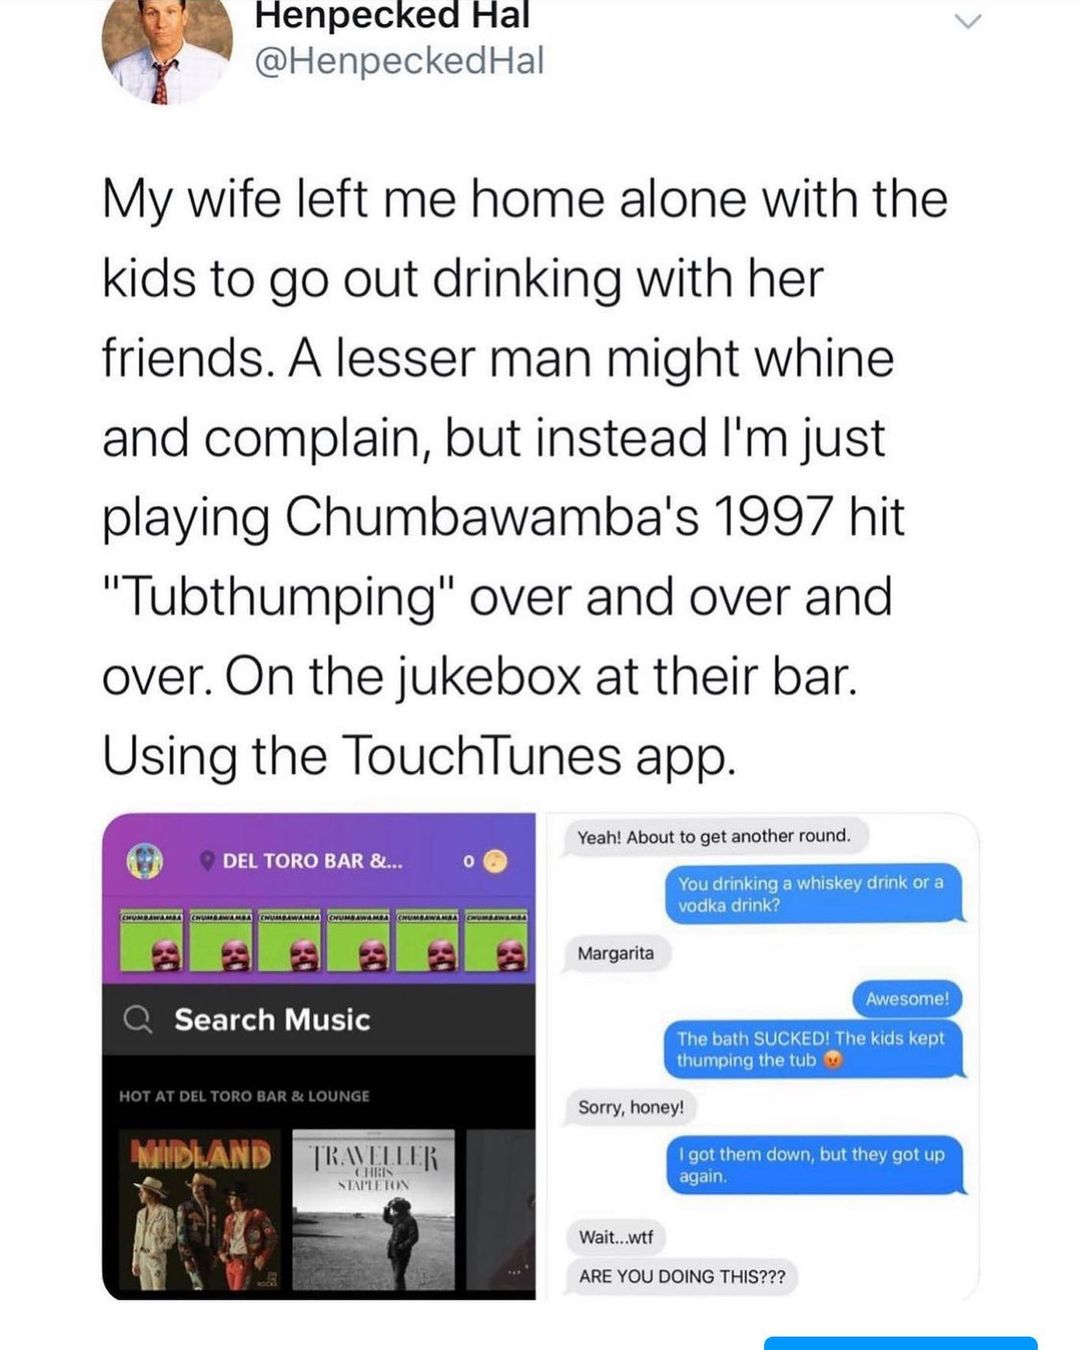 Henpecked Hal
@HenpeckedHal
My wife left me home alone with the
kids to go out drinking with her
friends. A lesser man might whine
and complain, but instead I'm just
playing Chumbawamba's 1997 hit
"Tubthumping" over and over and
over. On the jukebox at their bar.
Using the TouchTunes app.
DEL TORO BAR &... 0
CHUMBAWAMBA CHUMBAWAMBA CHUMBAWAMBA CHUMBAWAMBA CHUMBAWAMBA CHUMBAWAMBA
Search Music
HOT AT DEL TORO BAR & LOUNGE
MIDLAND
ON
THE
ROCKS
TRAVELLER
CHRIS
STAPLETON
Yeah! About to get another round.
You drinking a whiskey drink or a
vodka drink?
Margarita
Awesome!
The bath SUCKED! The kids kept
thumping the tub 😡
Sorry, honey!
I got them down, but they got up
again.
Wait...wtf
ARE YOU DOING THIS???